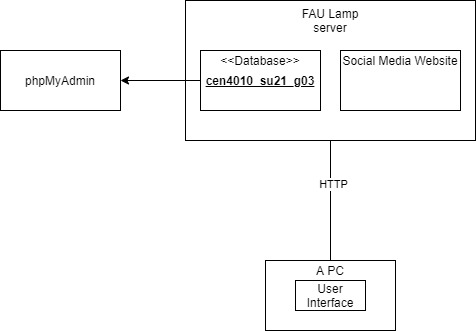 FAU Lamp
server
<<Database>>
cen4010_su21_g03
Social Media Website
phpMyAdmin
HTTP
A PC
User
Interface